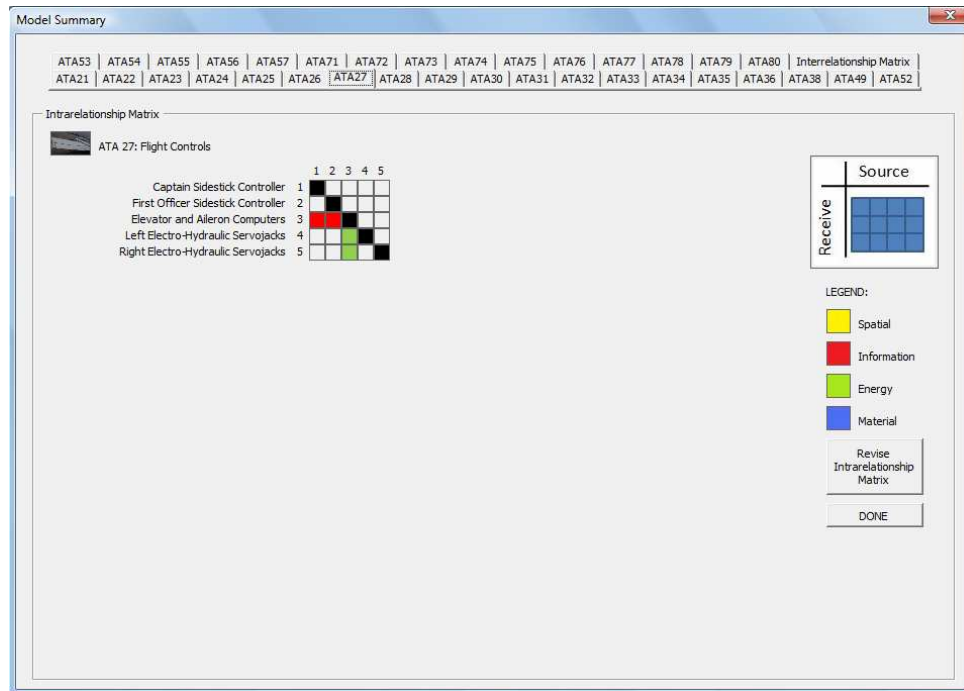 Model Summary
ATA53 ATA54 ATA55 ATA56 ATA57 ATA71 ATA72 ATA73 ATA74 ATA75 ATA76 ATA77 ATA78 ATA79 ATA80 Interrelationship Matrix
ATA21 ATA22 ATA23 ATA24 ATA25 ATA26 ATA27 ATA28 ATA29 ATA30 ATA31 ATA32 ATA33 ATA34 ATA35 ATA36 ATA38 ATA49 ATA52
Intrarelationship Matrix
ATA 27: Flight Controls
1 2 3 4 5
Captain Sidestick Controller 1
First Officer Sidestick Controller 2
Elevator and Aileron Computers 3
Left Electro-Hydraulic Servojacks 4
Right Electro-Hydraulic Servojacks 5
Source
Receive
LEGEND:
Spatial
Information
Energy
Material
Revise
Intrarelationship
Matrix
DONE